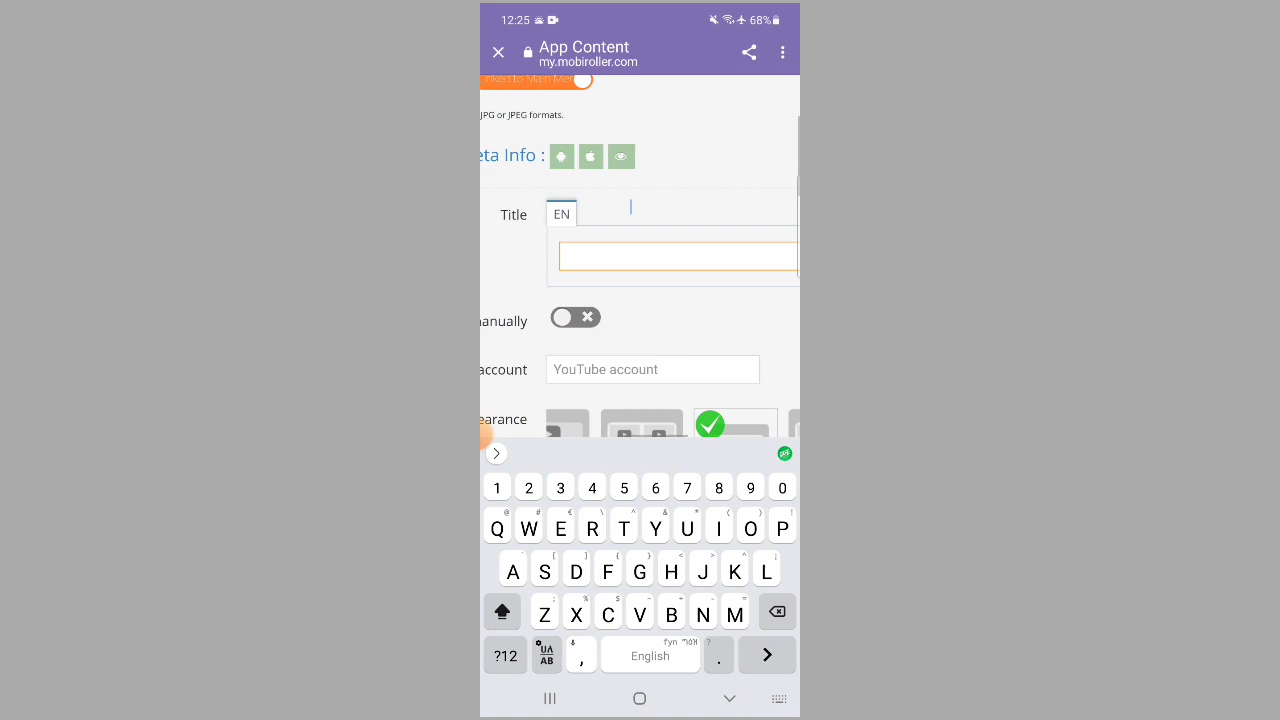 12:25 68%
App Content
my.mobiroller.com
JPG or JPEG formats.
eta Info :
Title EN
anually
account YouTube account
earance
1 2 3 4 5 6 7 8 9 0
@ # € \ ^ & * ( ) !
Q W E R T Y U I O P
' [ ] { } < > ^ ¡
A S D F G H J K L
; % $ _ - + - =
Z X C V B N M
?12 , English . ?